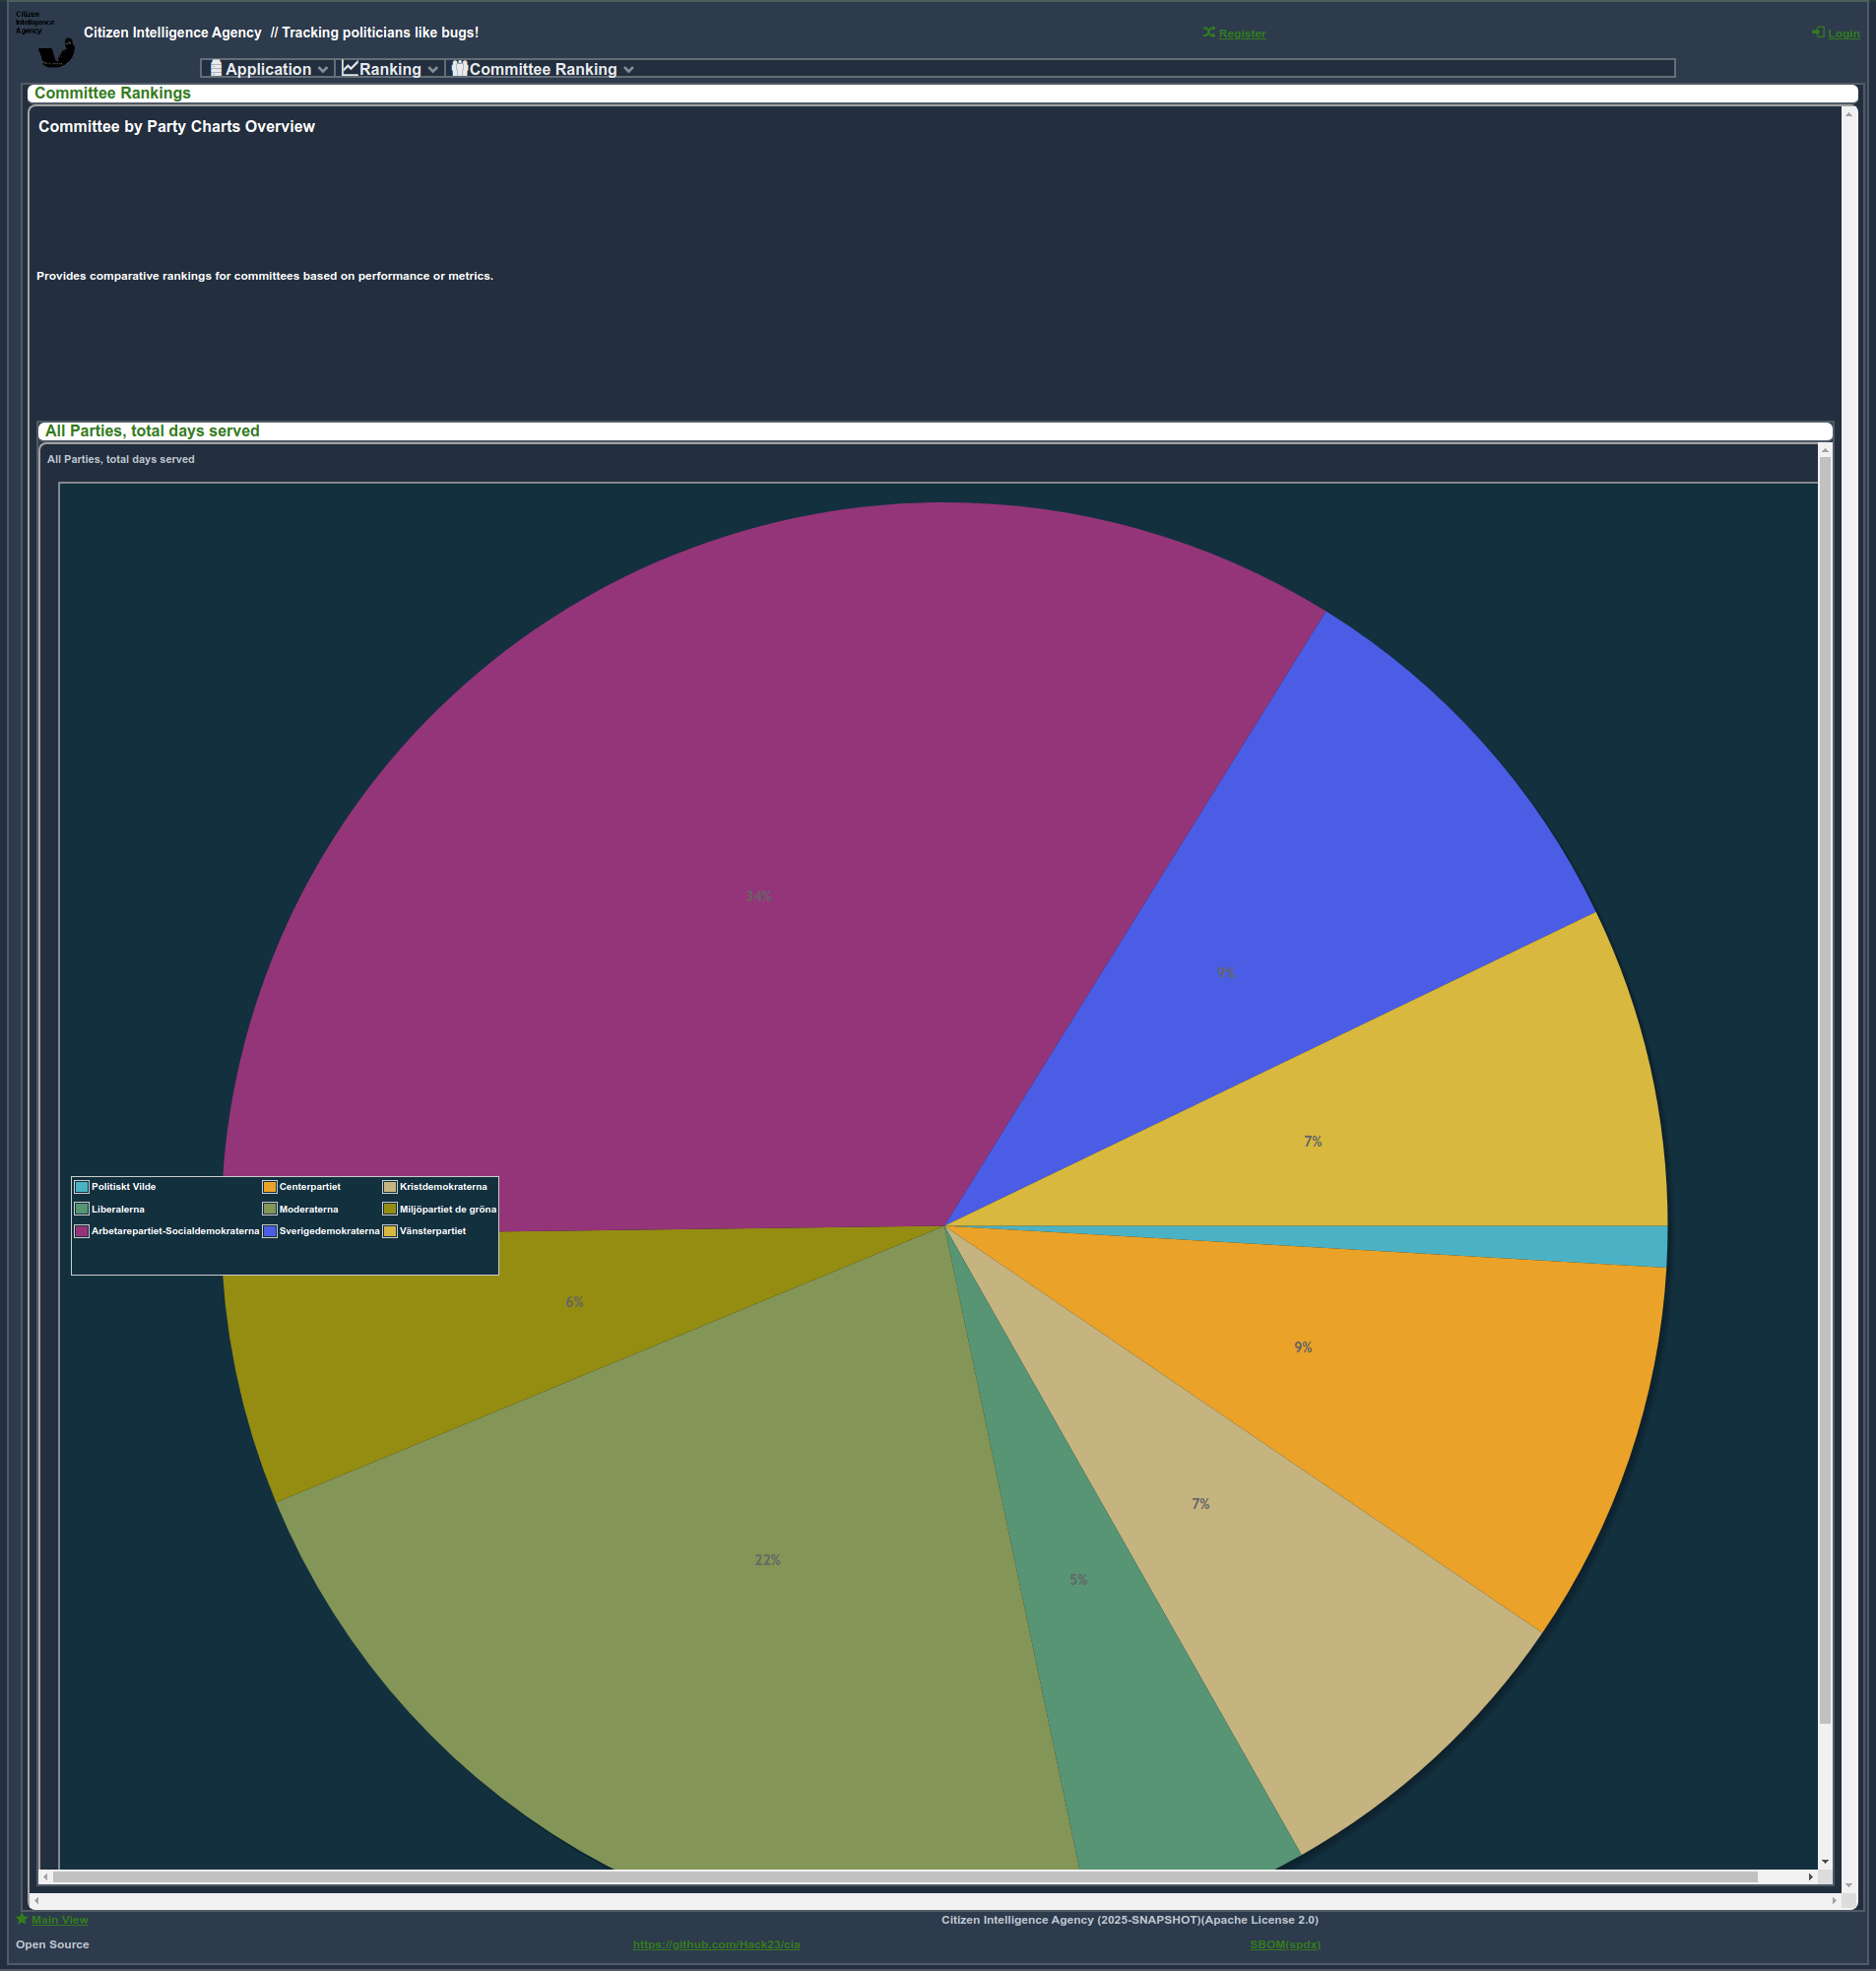 Citizen
Intelligence
Agency
Citizen Intelligence Agency // Tracking politicians like bugs!
Register
Login
Application
Ranking
Committee Ranking
Committee Rankings
Committee by Party Charts Overview
Provides comparative rankings for committees based on performance or metrics.
All Parties, total days served
All Parties, total days served
34%
9%
7%
Politiskt Vilde Centerpartiet Kristdemokraterna
Liberalerna Moderaterna Miljöpartiet de gröna
Arbetarepartiet-Socialdemokraterna Sverigedemokraterna Vänsterpartiet
6%
9%
7%
22%
5%
Main View
Citizen Intelligence Agency (2025-SNAPSHOT)(Apache License 2.0)
Open Source
https://github.com/Hack23/cia
SBOM(spdx)